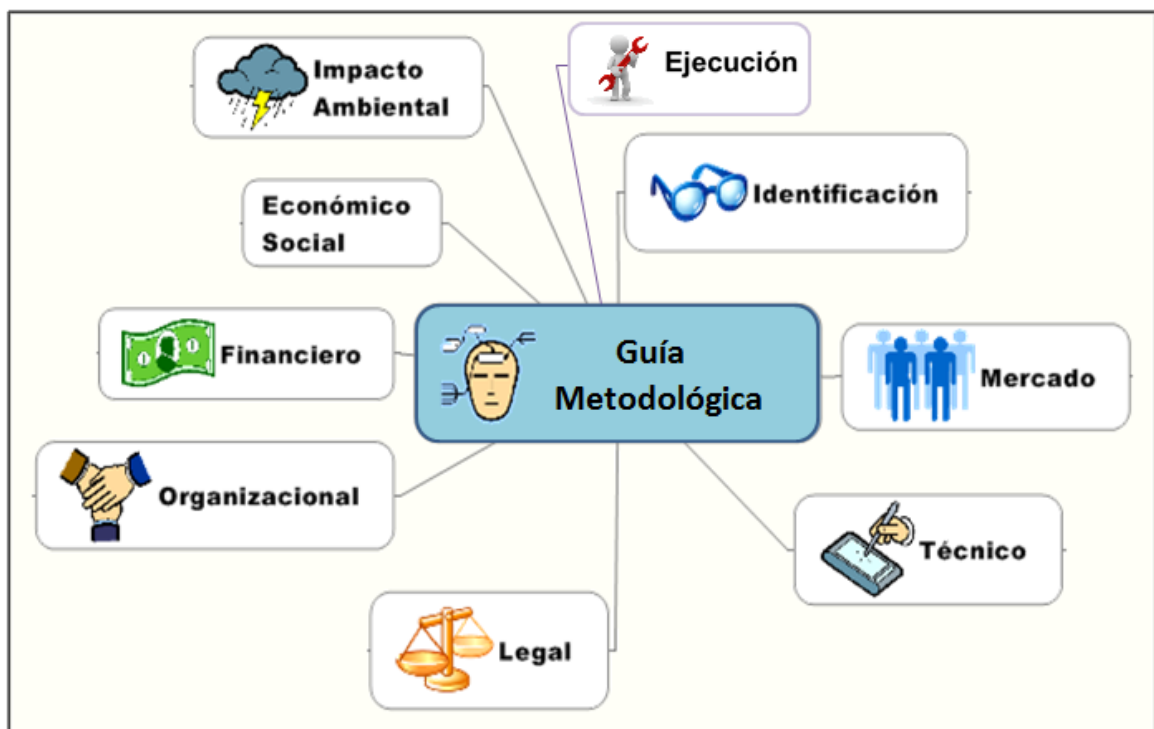 Impacto
Ambiental
Ejecución
Económico
Social
Identificación
Financiero
Guía
Metodológica
Mercado
Organizacional
Técnico
Legal